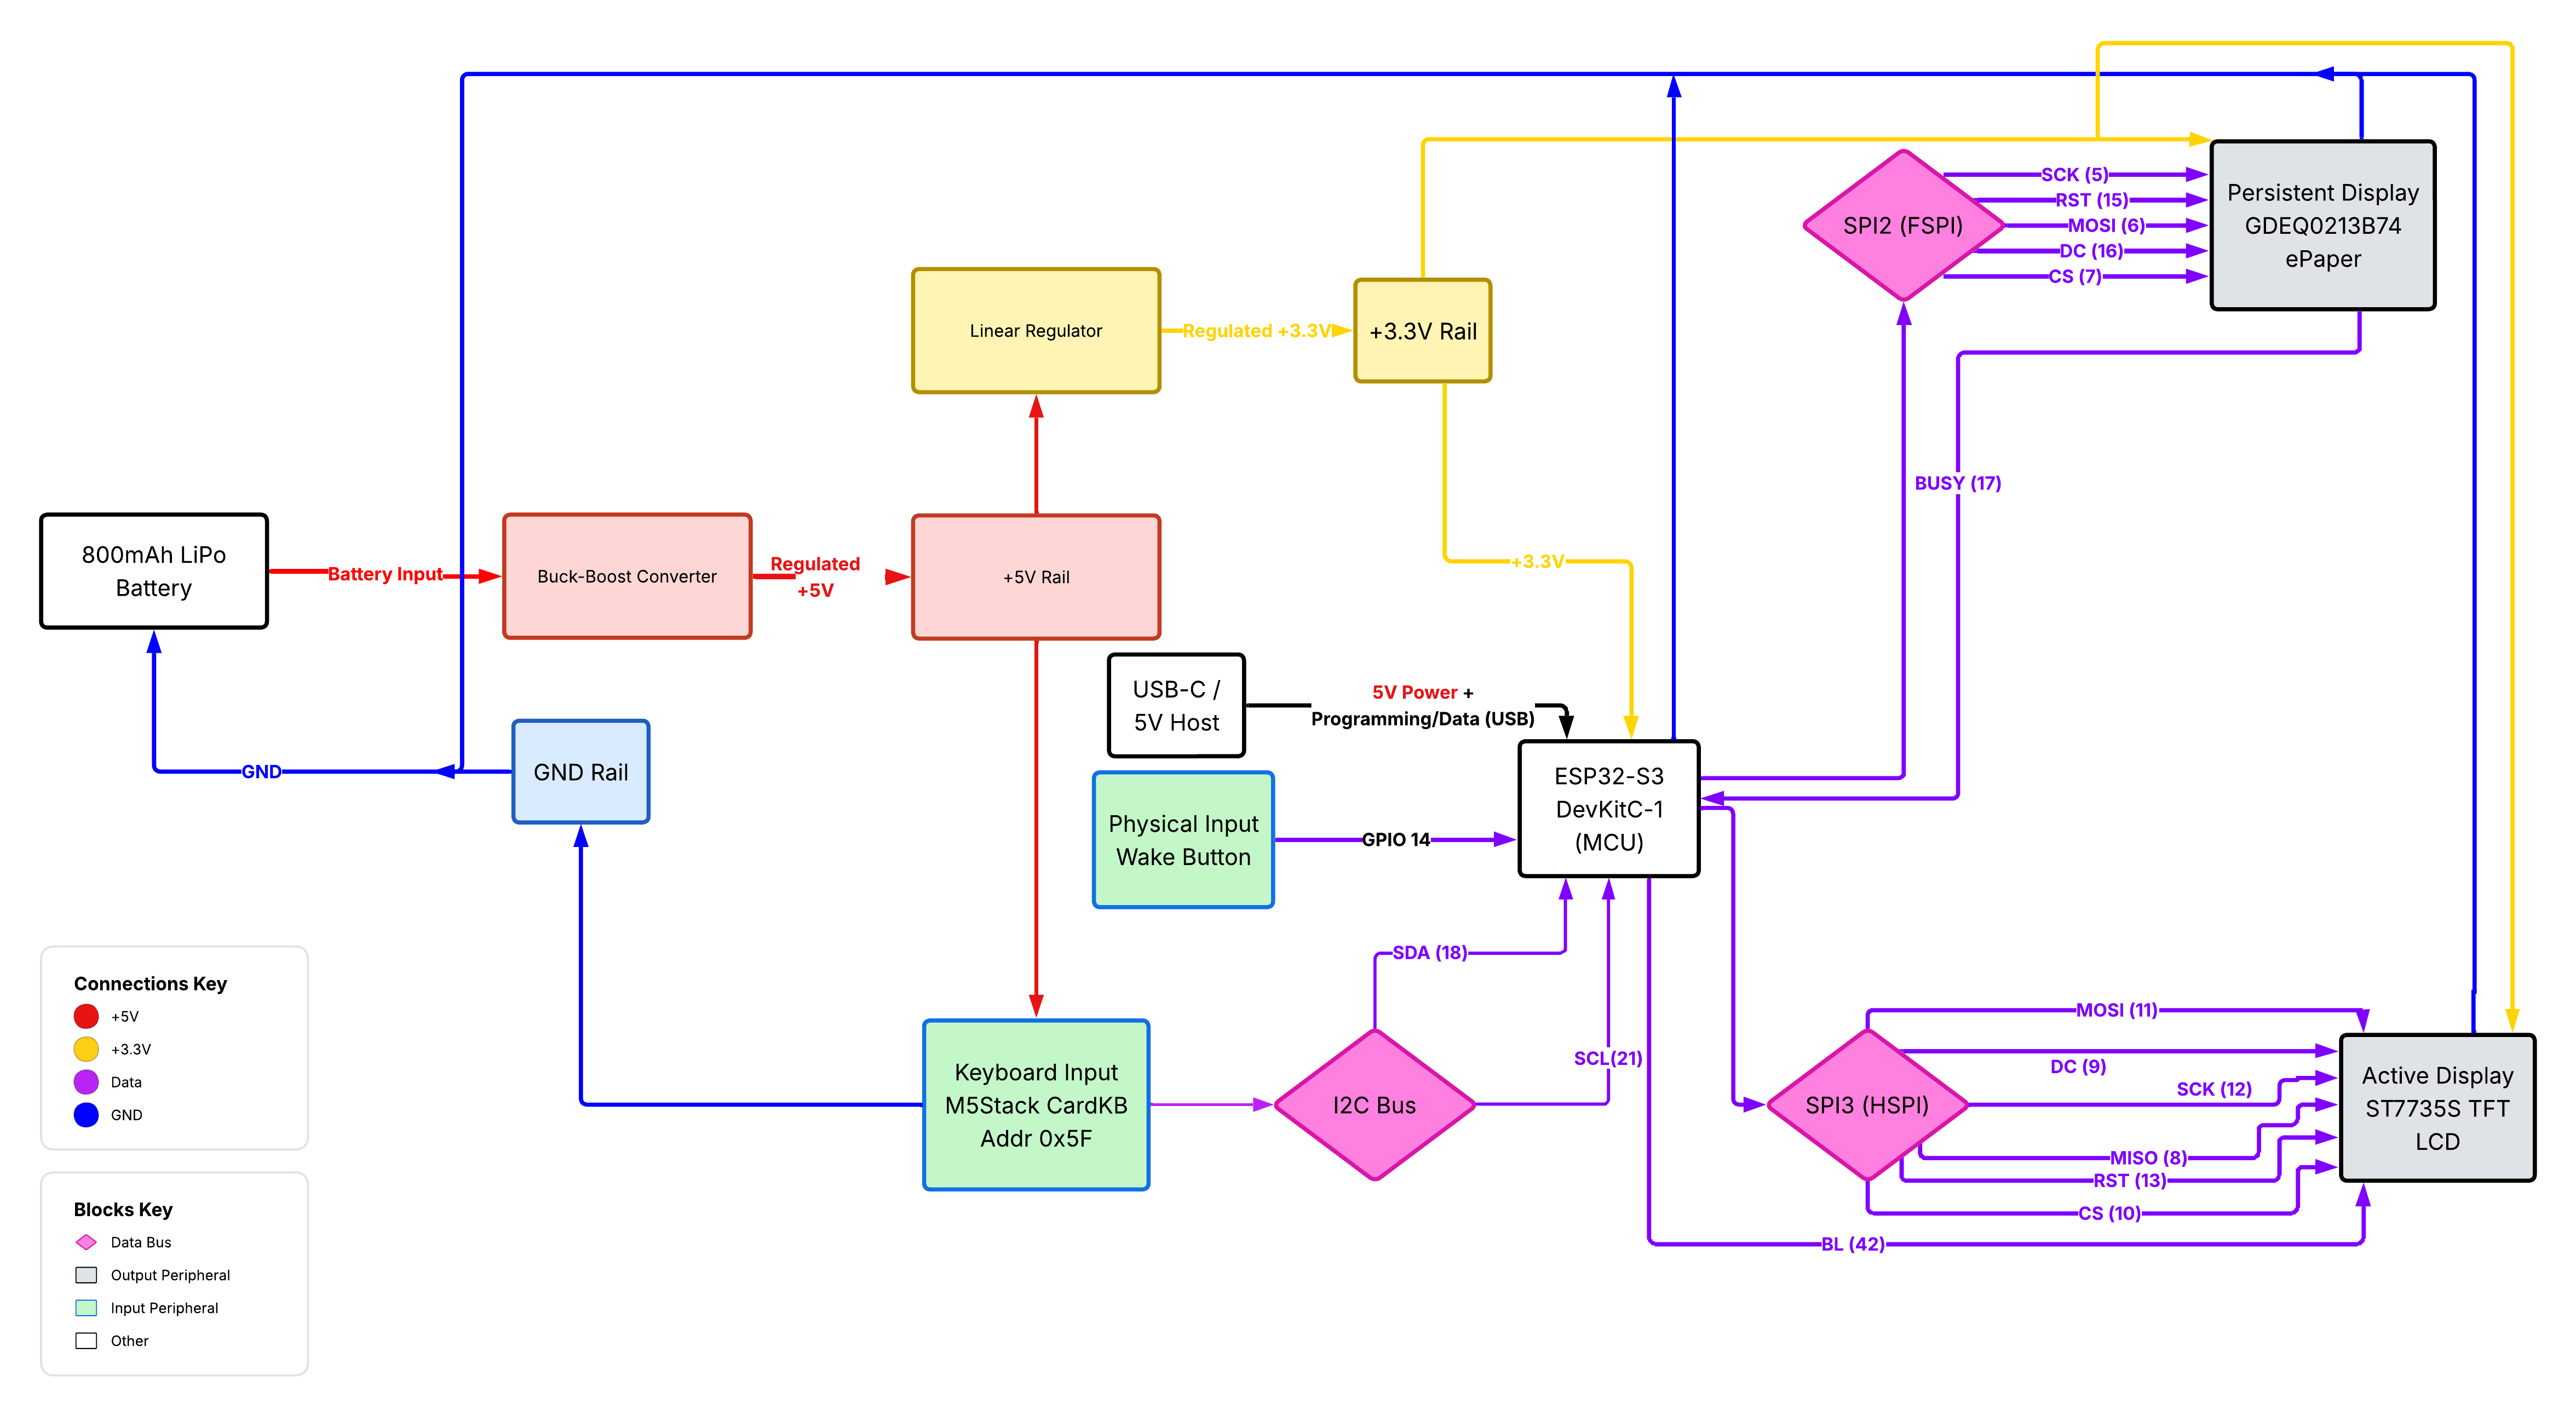 SCK (5)
RST (15)
MOSI (6)
DC (16)
CS (7)
SPI2 (FSPI)
Persistent Display
GDEQ0213B74
ePaper
Linear Regulator
Regulated +3.3V
+3.3V Rail
BUSY (17)
800mAh LiPo
Battery
Battery Input
Buck-Boost Converter
Regulated
+5V
+5V Rail
+3.3V
USB-C /
5V Host
5V Power +
Programming/Data (USB)
GND
GND Rail
Physical Input
Wake Button
GPIO 14
ESP32-S3
DevKitC-1
(MCU)
SDA (18)
SCL(21)
Keyboard Input
M5Stack CardKB
Addr 0x5F
I2C Bus
SPI3 (HSPI)
MOSI (11)
DC (9)
SCK (12)
MISO (8)
RST (13)
CS (10)
BL (42)
Active Display
ST7735S TFT
LCD
Connections Key
+5V
+3.3V
Data
GND
Blocks Key
Data Bus
Output Peripheral
Input Peripheral
Other